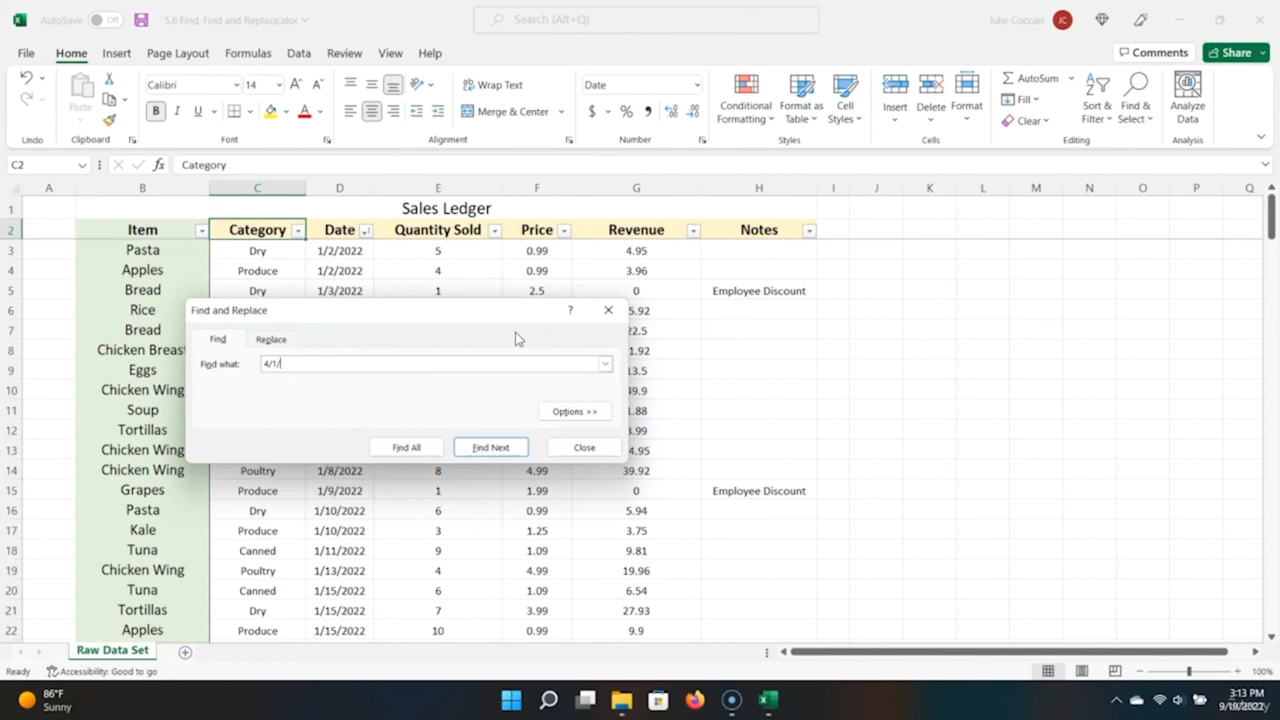 AutoSave Off 5.6 Find, Find and Replace.xlsx Search (Alt+Q) Julie Coccari JC
File Home Insert Page Layout Formulas Data Review View Help Comments Share
Calibri 14 Wrap Text Date AutoSum
Paste B I U Merge & Center $ % Conditional Formatting Format as Table Cell Styles Insert Delete Format Fill Clear Sort & Filter Find & Select Analyze Data
Undo Clipboard Font Alignment Number Styles Cells Editing Analysis
C2 fx Category
A B C D E F G H I J K L M N O P Q
1 Sales Ledger
2 Item Category Date Quantity Sold Price Revenue Notes
3 Pasta Dry 1/2/2022 5 0.99 4.95
4 Apples Produce 1/2/2022 4 0.99 3.96
5 Bread Dry 1/3/2022 1 2.5 0 Employee Discount
6 Rice 5.92
7 Bread 22.5
8 Chicken Breast 1.92
9 Eggs 13.5
10 Chicken Wing 49.9
11 Soup 1.88
12 Tortillas 3.99
13 Chicken Wing 4.95
Find and Replace ?
Find Replace
Find what: 4/1/
Options >>
Find All Find Next Close
14 Chicken Wing Poultry 1/8/2022 8 4.99 39.92
15 Grapes Produce 1/9/2022 1 1.99 0 Employee Discount
16 Pasta Dry 1/10/2022 6 0.99 5.94
17 Kale Produce 1/10/2022 3 1.25 3.75
18 Tuna Canned 1/11/2022 9 1.09 9.81
19 Chicken Wing Poultry 1/13/2022 4 4.99 19.96
20 Tuna Canned 1/15/2022 6 1.09 6.54
21 Tortillas Dry 1/15/2022 7 3.99 27.93
22 Apples Produce 1/15/2022 10 0.99 9.9
Raw Data Set
Ready Accessibility: Good to go 100%
86°F
Sunny
3:13 PM
9/19/2022